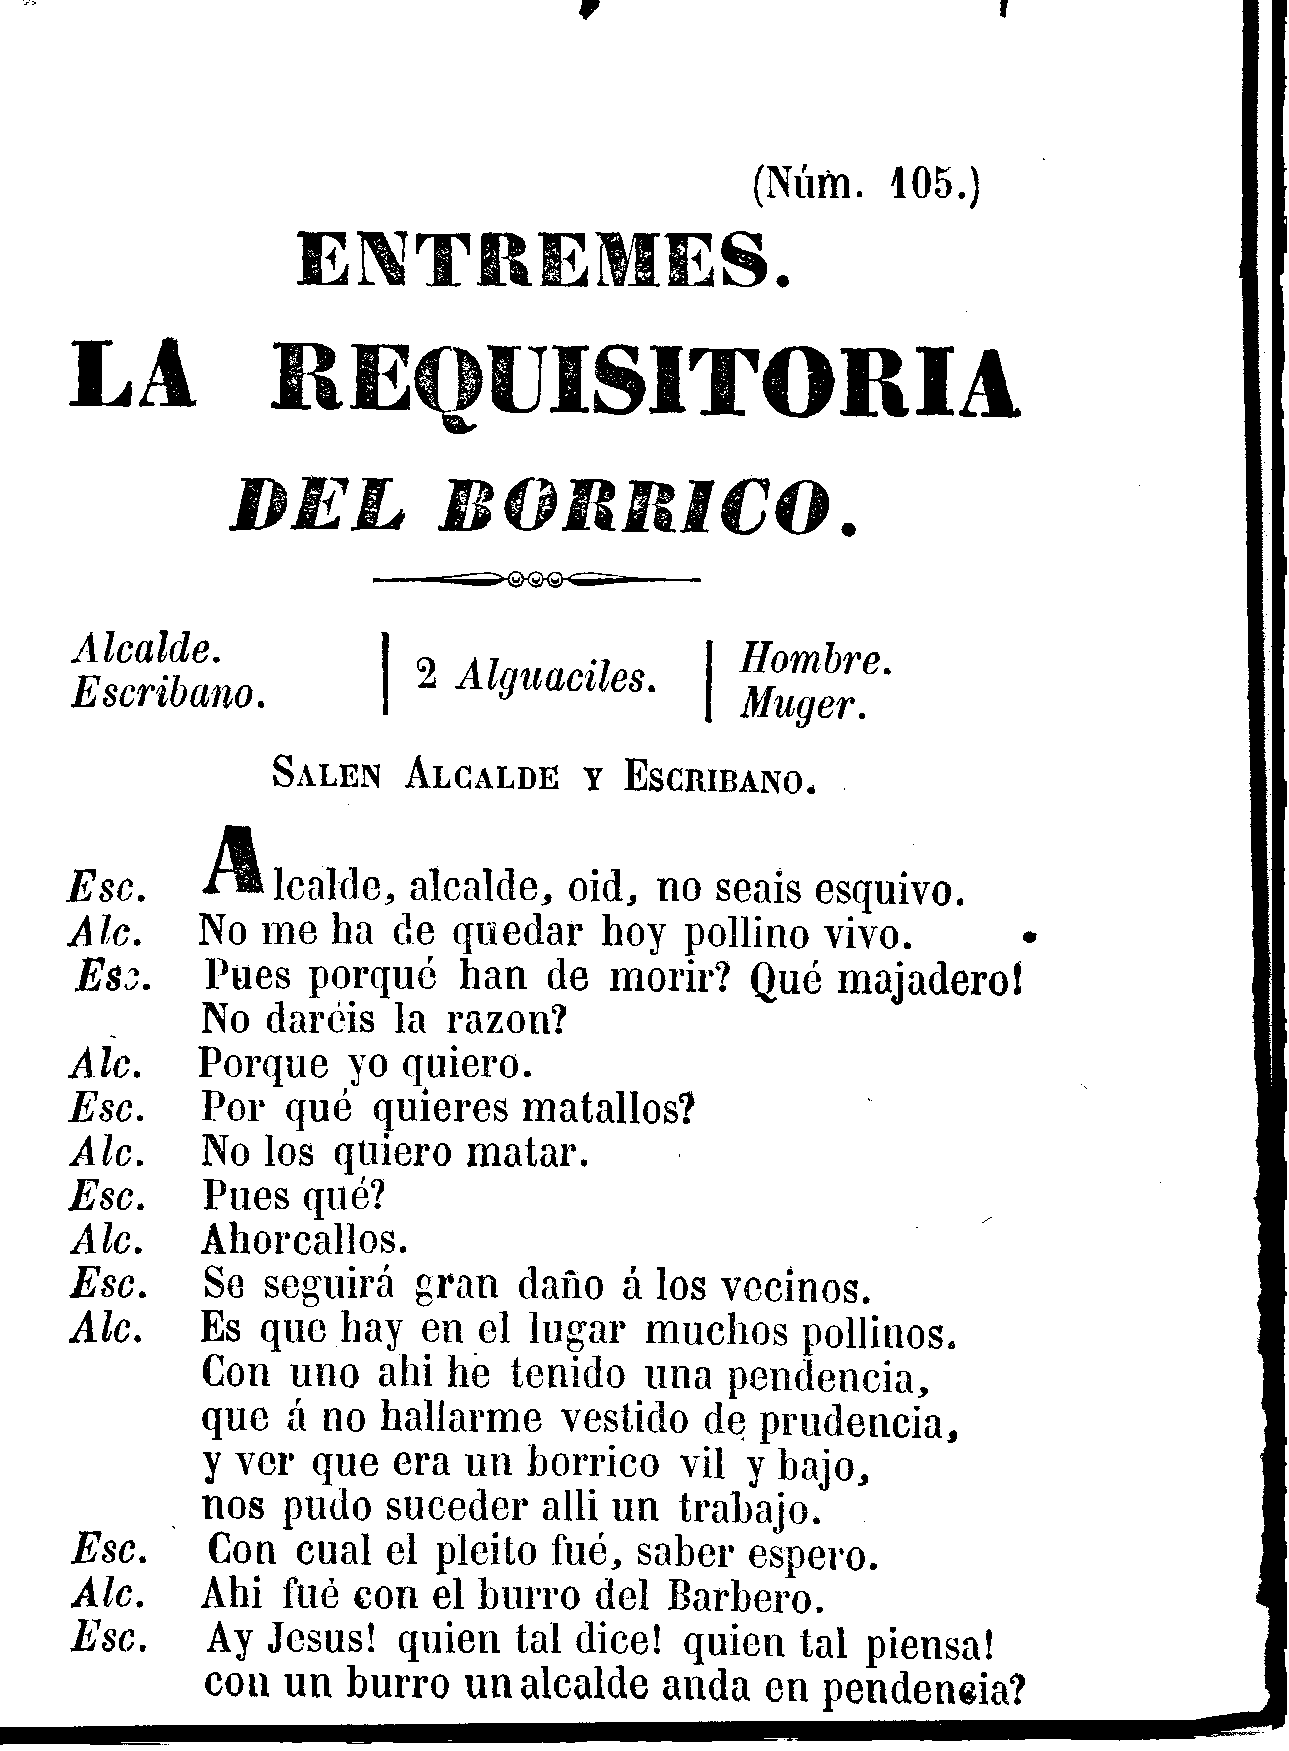 (Núm. 105.)
ENTREMES.
LA REQUISITORIA
DEL BORRICO.
Alcalde.
Escribano.
2 Alguaciles.
Hombre.
Muger.
SALEN ALCALDE Y ESCRIBANO.
Esc. Alcalde, alcalde, oid, no seais esquivo.
Alc. No me ha de quedar hoy pollino vivo.
Esc. Pues porqué han de morir? Qué majadero!
No daréis la razon?
Alc. Porque yo quiero.
Esc. Por qué quieres matallos?
Alc. No los quiero matar.
Esc. Pues qué?
Alc. Ahorcallos.
Esc. Se seguirá gran daño á los vecinos.
Alc. Es que hay en el lugar muchos pollinos.
Con uno ahi he tenido una pendencia,
que á no hallarme vestido de prudencia,
y ver que era un borrico vil y bajo,
nos pudo suceder alli un trabajo.
Esc. Con cual el pleito fué, saber espero.
Alc. Ahi fué con el burro del Barbero.
Esc. Ay Jesus! quien tal dice! quien tal piensa!
con un burro un alcalde anda en pendencia?